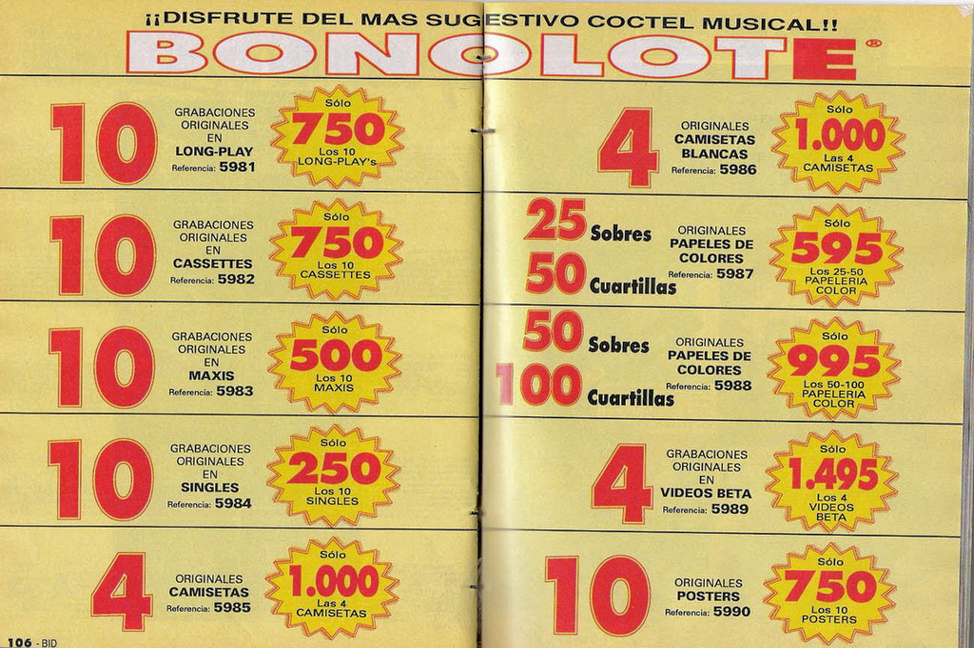 ¡¡DISFRUTE DEL MAS SUGESTIVO COCTEL MUSICAL!!
BONOLOTE®
10
GRABACIONES
ORIGINALES
EN
LONG-PLAY
Referencia: 5981
Sólo
750
Los 10
LONG-PLAY's
10
GRABACIONES
ORIGINALES
EN
CASSETTES
Referencia: 5982
Sólo
750
Los 10
CASSETTES
10
GRABACIONES
ORIGINALES
EN
MAXIS
Referencia: 5983
Sólo
500
Los 10
MAXIS
10
GRABACIONES
ORIGINALES
EN
SINGLES
Referencia: 5984
Sólo
250
Los 10
SINGLES
4
ORIGINALES
CAMISETAS
Referencia: 5985
Sólo
1.000
Las 4
CAMISETAS
106 - BID
4
ORIGINALES
CAMISETAS
BLANCAS
Referencia: 5986
Sólo
1.000
Las 4
CAMISETAS
25 Sobres
50 Cuartillas
ORIGINALES
PAPELES DE
COLORES
Referencia: 5987
Sólo
595
Los 25-50
PAPELERIA
COLOR
50 Sobres
100 Cuartillas
ORIGINALES
PAPELES DE
COLORES
Referencia: 5988
Sólo
995
Los 50-100
PAPELERIA
COLOR
4
GRABACIONES
ORIGINALES
EN
VIDEOS BETA
Referencia: 5989
Sólo
1.495
Los 4
VIDEOS
BETA
10
ORIGINALES
POSTERS
Referencia: 5990
Sólo
750
Los 10
POSTERS